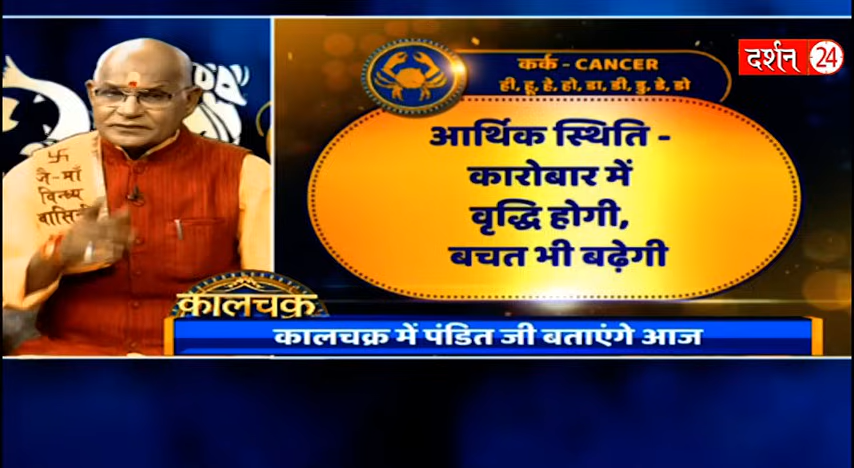 दर्शन 24
कर्क - CANCER
ही, हू, हे, हो, डा, डी, डु, डे, डो
आर्थिक स्थिति -
कारोबार में
वृद्धि होगी,
बचत भी बढ़ेगी
जै-माँ
विन्ध्य
वासिनी
कालचक्र
कालचक्र में पंडित जी बताएंगे आज